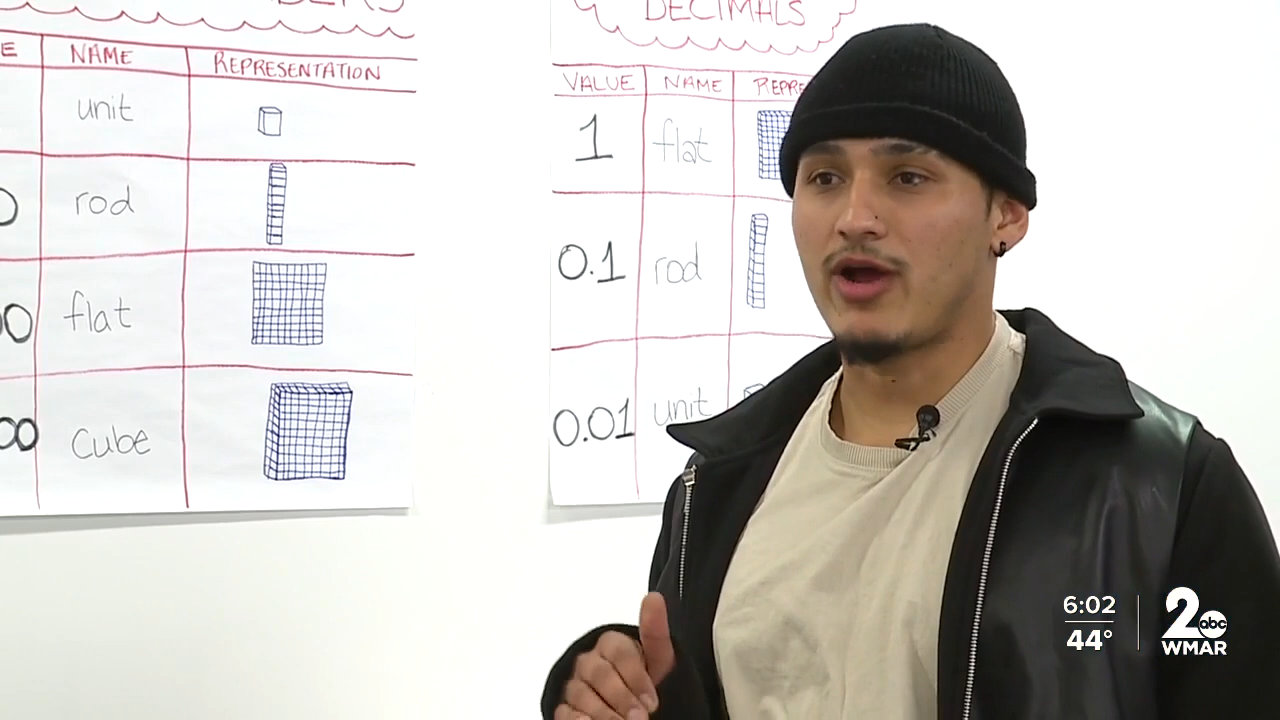 E NAME REPRESENTATION
unit
rod
flat
cube
DECIMALS
VALUE NAME REPRE
1 flat
0.1 rod
0.01 unit
6:02
44°
2 abc
WMAR